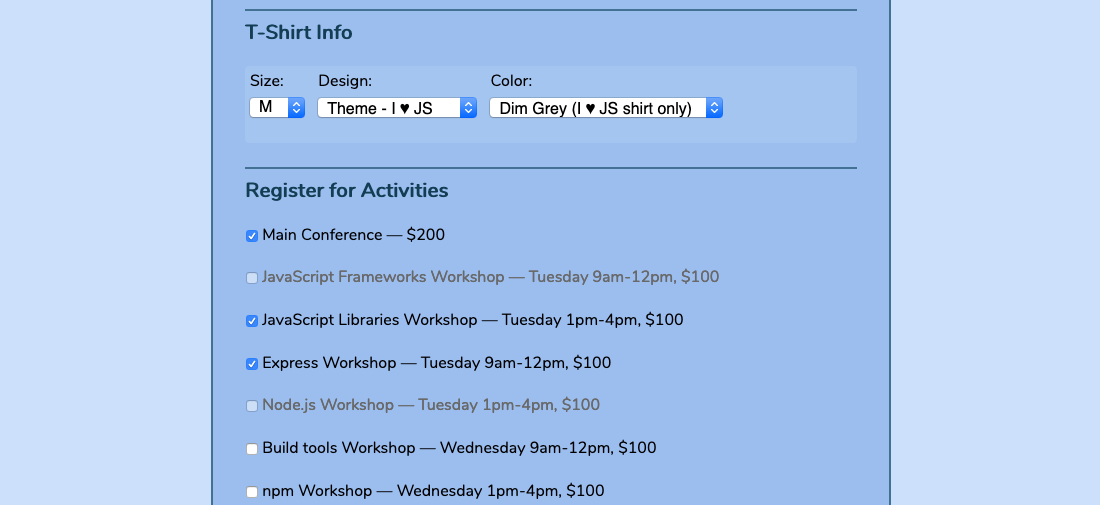 T-Shirt Info
Size: Design: Color:
M Theme - I ♥ JS Dim Grey (I ♥ JS shirt only)
Register for Activities
Main Conference — $200
JavaScript Frameworks Workshop — Tuesday 9am-12pm, $100
JavaScript Libraries Workshop — Tuesday 1pm-4pm, $100
Express Workshop — Tuesday 9am-12pm, $100
Node.js Workshop — Tuesday 1pm-4pm, $100
Build tools Workshop — Wednesday 9am-12pm, $100
npm Workshop — Wednesday 1pm-4pm, $100